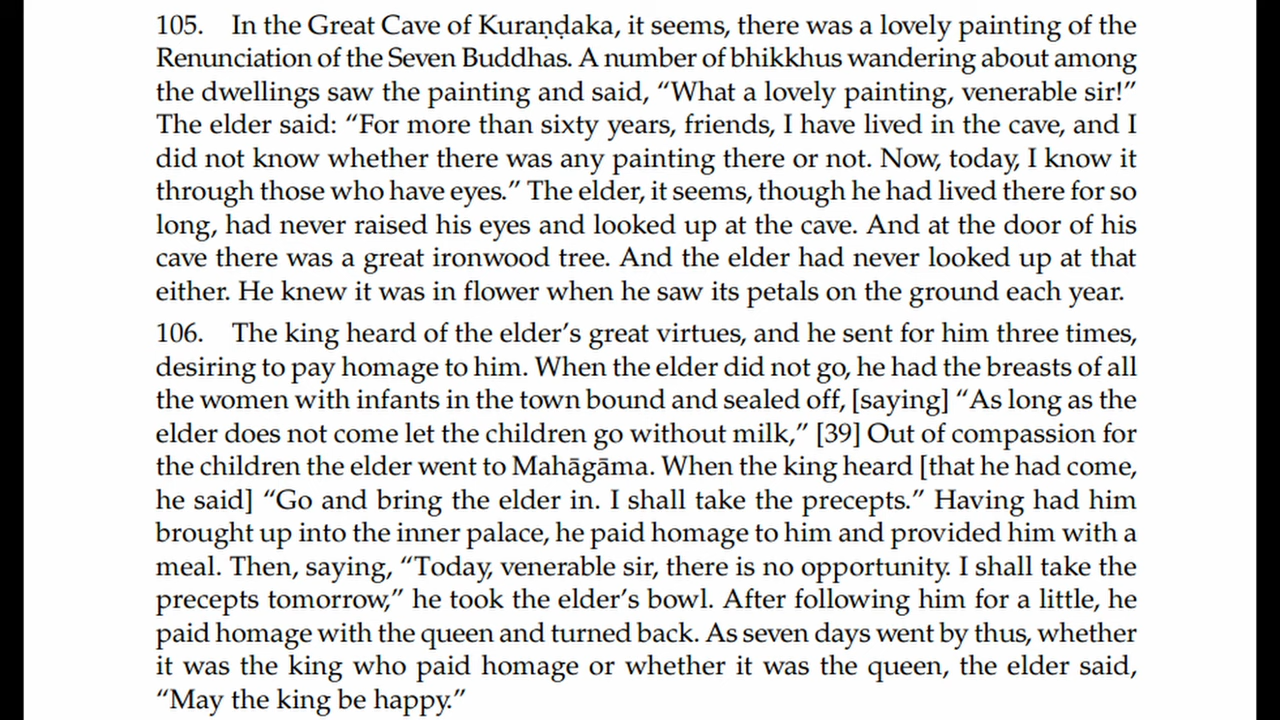 105. In the Great Cave of Kuraṇḍaka, it seems, there was a lovely painting of the
Renunciation of the Seven Buddhas. A number of bhikkhus wandering about among
the dwellings saw the painting and said, “What a lovely painting, venerable sir!”
The elder said: “For more than sixty years, friends, I have lived in the cave, and I
did not know whether there was any painting there or not. Now, today, I know it
through those who have eyes.” The elder, it seems, though he had lived there for so
long, had never raised his eyes and looked up at the cave. And at the door of his
cave there was a great ironwood tree. And the elder had never looked up at that
either. He knew it was in flower when he saw its petals on the ground each year.
106. The king heard of the elder’s great virtues, and he sent for him three times,
desiring to pay homage to him. When the elder did not go, he had the breasts of all
the women with infants in the town bound and sealed off, [saying] “As long as the
elder does not come let the children go without milk,” [39] Out of compassion for
the children the elder went to Mahāgāma. When the king heard [that he had come,
he said] “Go and bring the elder in. I shall take the precepts.” Having had him
brought up into the inner palace, he paid homage to him and provided him with a
meal. Then, saying, “Today, venerable sir, there is no opportunity. I shall take the
precepts tomorrow,” he took the elder’s bowl. After following him for a little, he
paid homage with the queen and turned back. As seven days went by thus, whether
it was the king who paid homage or whether it was the queen, the elder said,
“May the king be happy.”